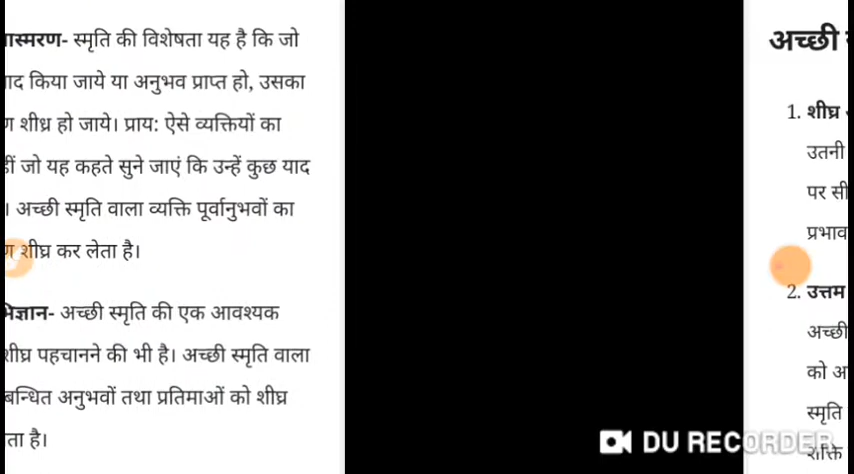 स्मरण- स्मृति की विशेषता यह है कि जो
किया जाये या अनुभव प्राप्त हो, उसका
शीघ्र हो जाये। प्राय: ऐसे व्यक्तियों का
जो यह कहते सुने जाएं कि उन्हें कुछ याद
। अच्छी स्मृति वाला व्यक्ति पूर्वानुभवों का
शीघ्र कर लेता है।
अच्छी स्मृति की एक आवश्यक
शीघ्र पहचानने की भी है। अच्छी स्मृति वाला
बन्धित अनुभवों तथा प्रतिमाओं को शीघ्र
ता है।
अच्छी
1. शीघ्र
उतनी
पर सी
प्रभाव
2. उत्तम
अच्छी
को अ
स्मृति
शक्ति
DU RECORDER